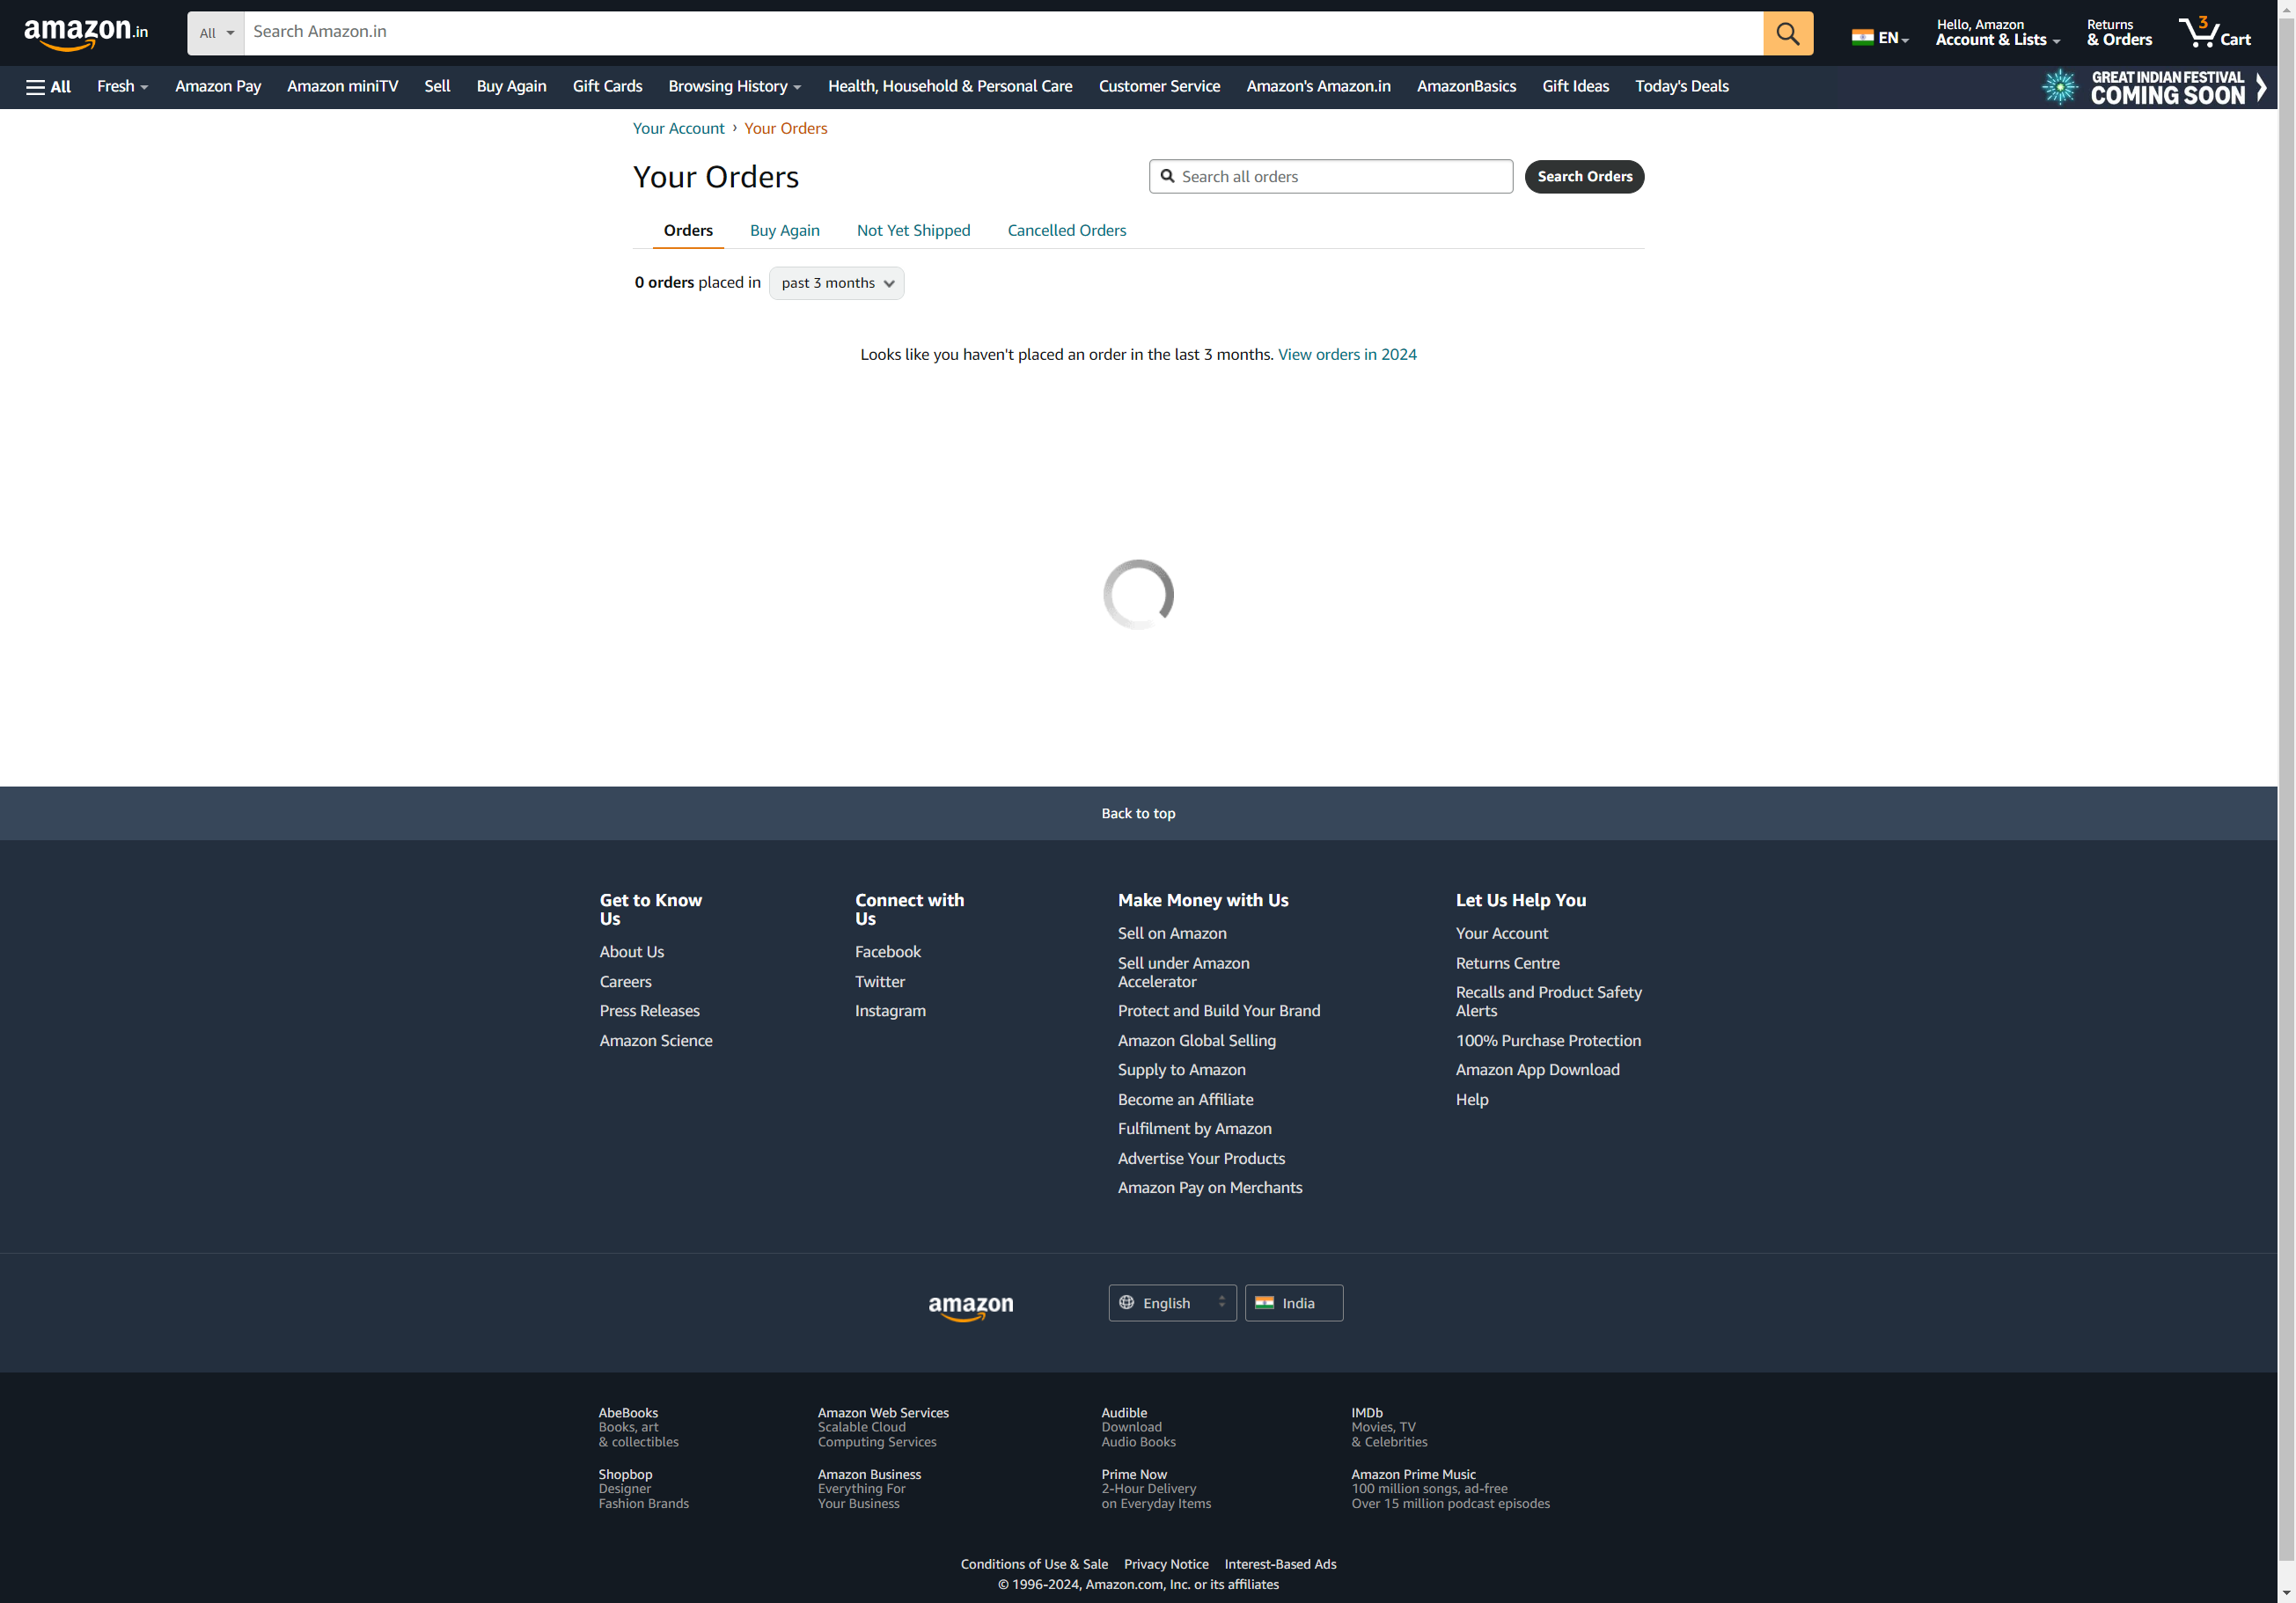 amazon.in
All
Search Amazon.in
EN
Hello, Amazon
Account & Lists
Returns
& Orders
3
Cart
All
Fresh
Amazon Pay
Amazon miniTV
Sell
Buy Again
Gift Cards
Browsing History
Health, Household & Personal Care
Customer Service
Amazon's Amazon.in
AmazonBasics
Gift Ideas
Today's Deals
GREAT INDIAN FESTIVAL
COMING SOON
Your Account › Your Orders
Your Orders
Search all orders
Search Orders
Orders
Buy Again
Not Yet Shipped
Cancelled Orders
0 orders placed in past 3 months
Looks like you haven't placed an order in the last 3 months. View orders in 2024
Back to top
Get to Know
Us
About Us
Careers
Press Releases
Amazon Science
Connect with
Us
Facebook
Twitter
Instagram
Make Money with Us
Sell on Amazon
Sell under Amazon
Accelerator
Protect and Build Your Brand
Amazon Global Selling
Supply to Amazon
Become an Affiliate
Fulfilment by Amazon
Advertise Your Products
Amazon Pay on Merchants
Let Us Help You
Your Account
Returns Centre
Recalls and Product Safety
Alerts
100% Purchase Protection
Amazon App Download
Help
amazon
English
India
AbeBooks
Books, art
& collectibles
Amazon Web Services
Scalable Cloud
Computing Services
Audible
Download
Audio Books
IMDb
Movies, TV
& Celebrities
Shopbop
Designer
Fashion Brands
Amazon Business
Everything For
Your Business
Prime Now
2-Hour Delivery
on Everyday Items
Amazon Prime Music
100 million songs, ad-free
Over 15 million podcast episodes
Conditions of Use & Sale
Privacy Notice
Interest-Based Ads
© 1996-2024, Amazon.com, Inc. or its affiliates